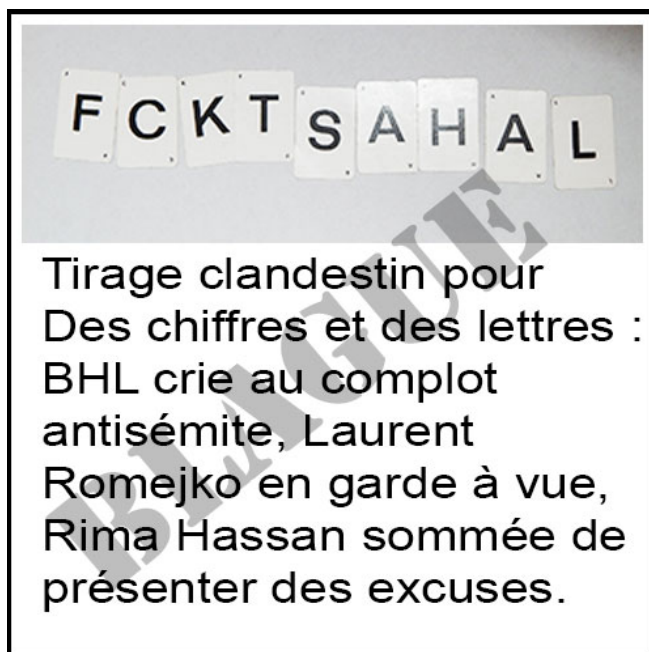 FCKTSAHAL
Tirage clandestin pour
Des chiffres et des lettres :
BHL crie au complot
antisémite, Laurent
Romejko en garde à vue,
Rima Hassan sommée de
présenter des excuses.
BLAGUE